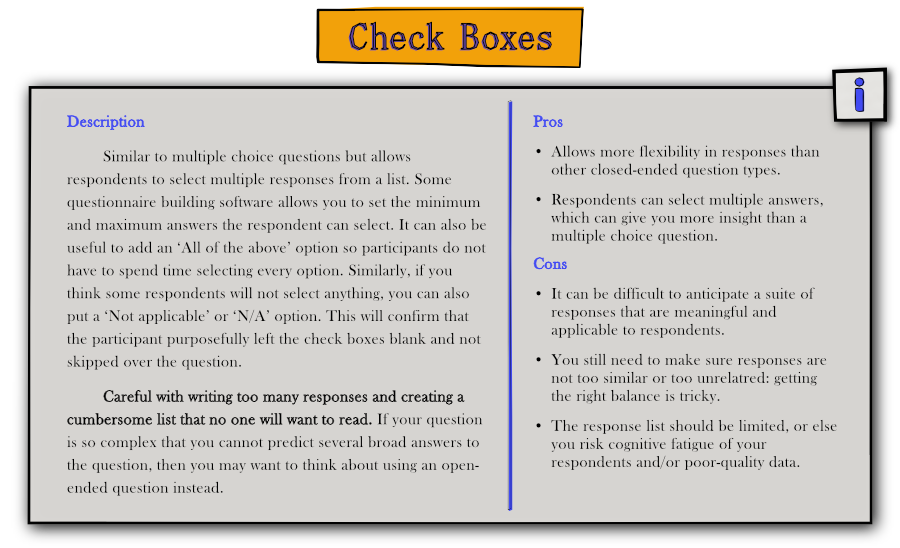 Check Boxes
i
Description
Similar to multiple choice questions but allows
respondents to select multiple responses from a list. Some
questionnaire building software allows you to set the minimum
and maximum answers the respondent can select. It can also be
useful to add an ‘All of the above’ option so participants do not
have to spend time selecting every option. Similarly, if you
think some respondents will not select anything, you can also
put a ‘Not applicable’ or ‘N/A’ option. This will confirm that
the participant purposefully left the check boxes blank and not
skipped over the question.
Careful with writing too many responses and creating a
cumbersome list that no one will want to read. If your question
is so complex that you cannot predict several broad answers to
the question, then you may want to think about using an open-
ended question instead.
Pros
• Allows more flexibility in responses than
other closed-ended question types.
• Respondents can select multiple answers,
which can give you more insight than a
multiple choice question.
Cons
• It can be difficult to anticipate a suite of
responses that are meaningful and
applicable to respondents.
• You still need to make sure responses are
not too similar or too unrelatred: getting
the right balance is tricky.
• The response list should be limited, or else
you risk cognitive fatigue of your
respondents and/or poor-quality data.